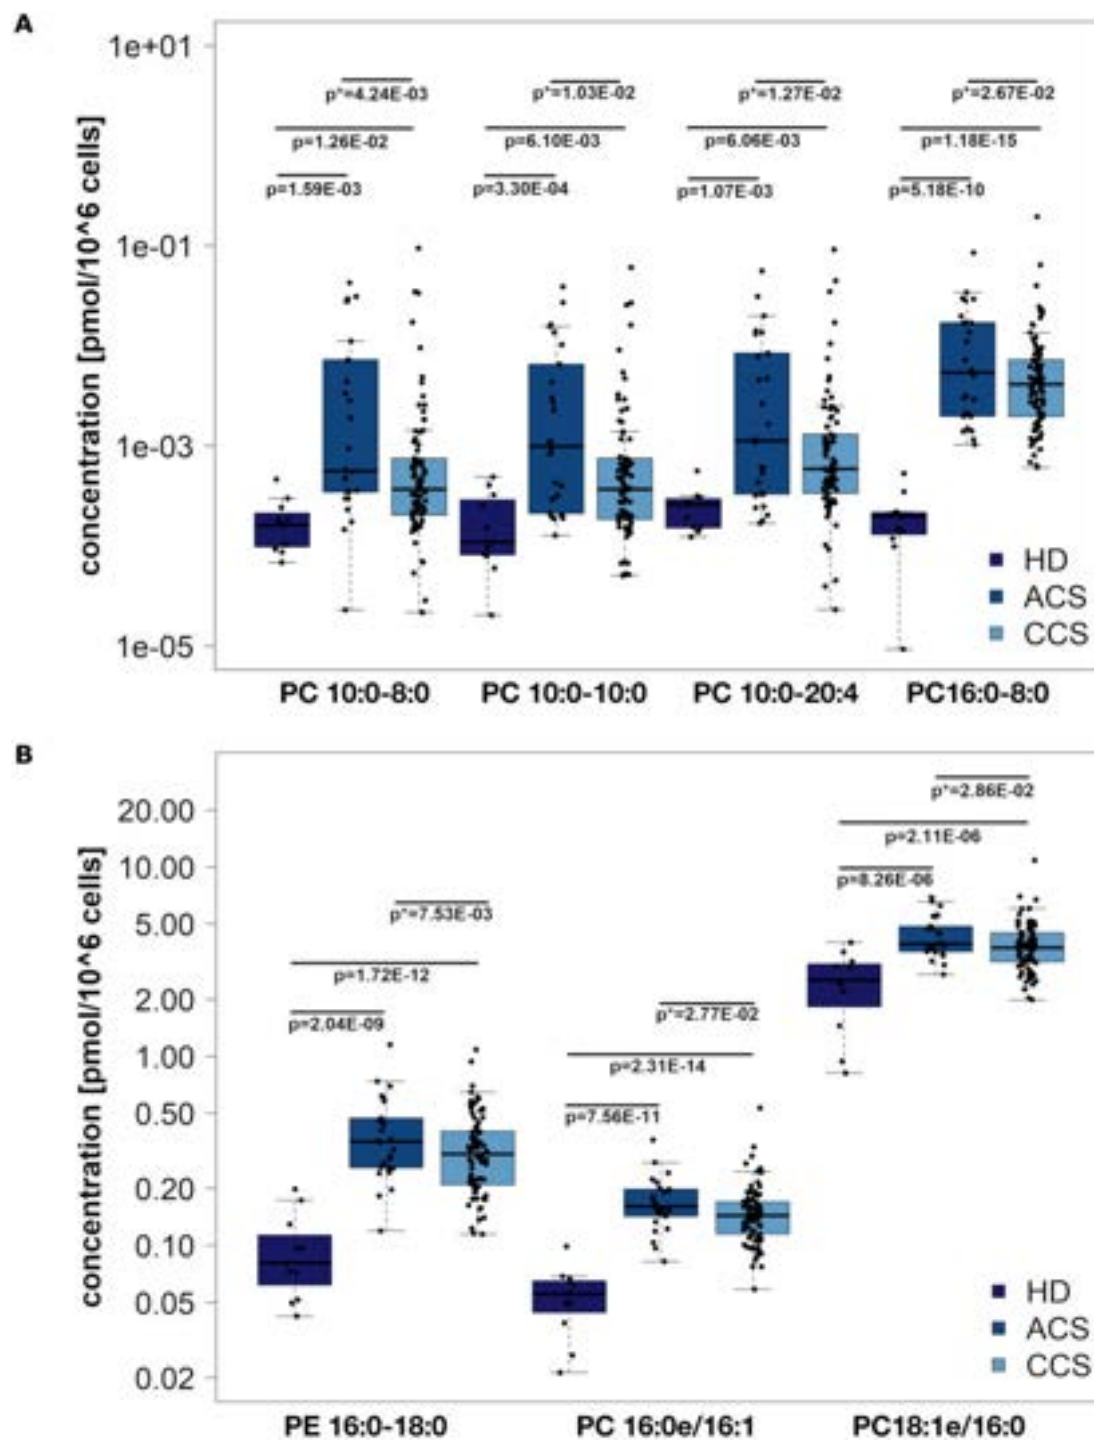 A
concentration [pmol/10^6 cells]
1e+01
1e-01
1e-03
1e-05
p*=4.24E-03
p*=1.03E-02
p*=1.27E-02
p*=2.67E-02
p=1.26E-02
p=6.10E-03
p=6.06E-03
p=1.18E-15
p=1.59E-03
p=3.30E-04
p=1.07E-03
p=5.18E-10
HD
ACS
CCS
PC 10:0-8:0
PC 10:0-10:0
PC 10:0-20:4
PC16:0-8:0
B
concentration [pmol/10^6 cells]
20.00
10.00
5.00
2.00
1.00
0.50
0.20
0.10
0.05
0.02
p*=2.86E-02
p=2.11E-06
p=8.26E-06
p*=7.53E-03
p=1.72E-12
p=2.04E-09
p*=2.77E-02
p=2.31E-14
p=7.56E-11
HD
ACS
CCS
PE 16:0-18:0
PC 16:0e/16:1
PC18:1e/16:0